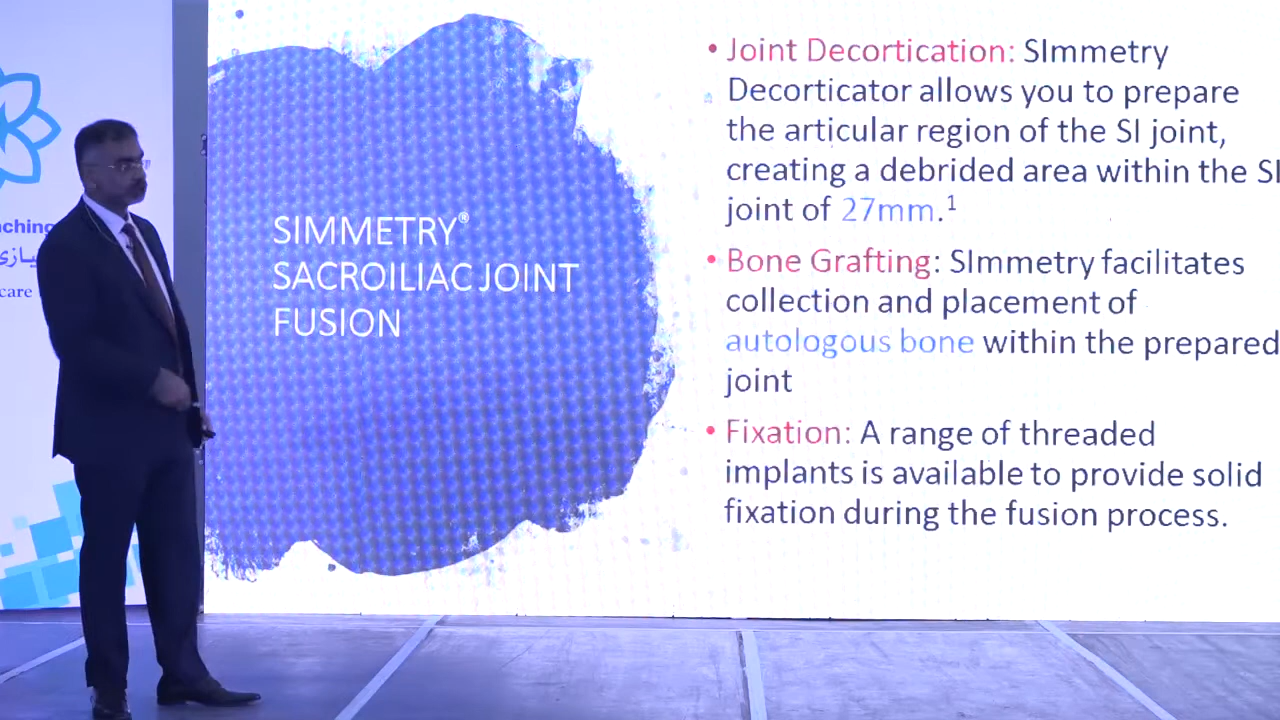 aching
care
SIMMETRY®
SACROILIAC JOINT
FUSION
• Joint Decortication: SImmetry
Decorticator allows you to prepare
the articular region of the SI joint,
creating a debrided area within the SI
joint of 27mm.¹
• Bone Grafting: SImmetry facilitates
collection and placement of
autologous bone within the prepared
joint
• Fixation: A range of threaded
implants is available to provide solid
fixation during the fusion process.